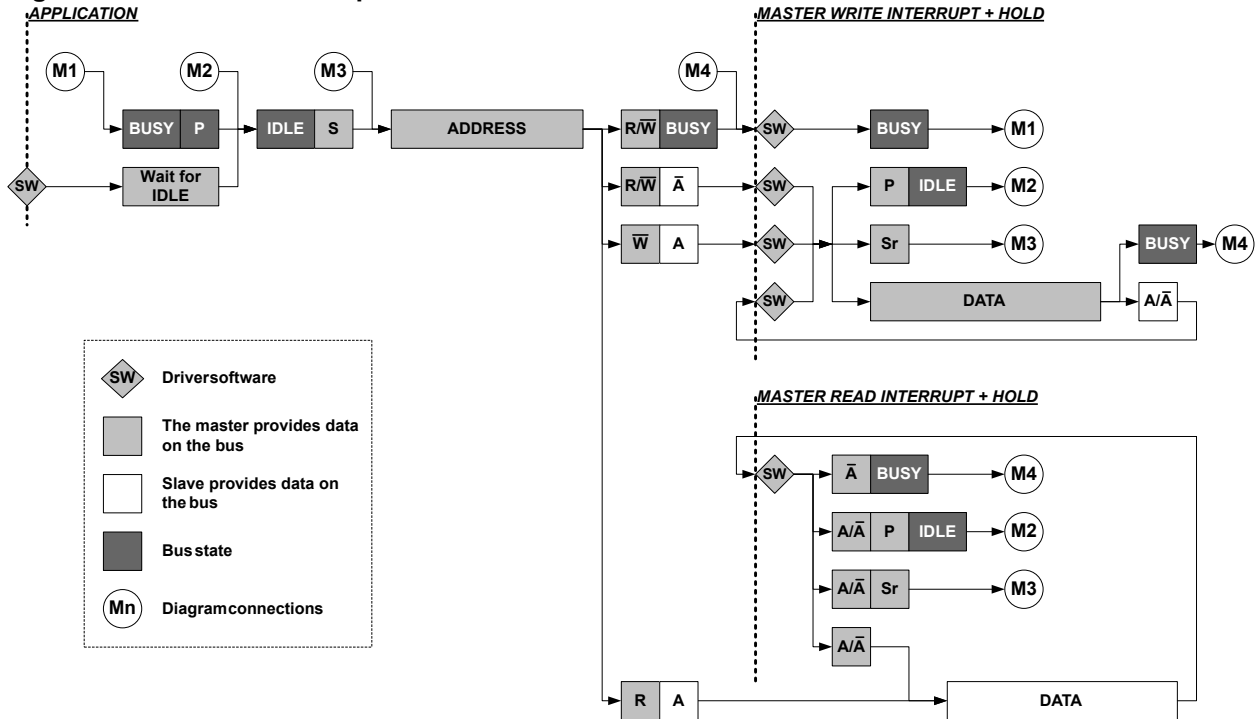 APPLICATION
MASTER WRITE INTERRUPT + HOLD
M1
M2
M3
M4
BUSY P
IDLE S
ADDRESS
R/W̅ BUSY
SW
BUSY
M1
SW
Wait for
IDLE
R/W̅ A̅
SW
P IDLE
M2
W̅ A
SW
Sr
M3
BUSY
M4
SW
DATA
A/A̅
SW Driversoftware
The master provides data
on the bus
Slave provides data on
the bus
Bus state
Mn Diagramconnections
MASTER READ INTERRUPT + HOLD
SW
A̅ BUSY
M4
A/A̅ P IDLE
M2
A/A̅ Sr
M3
A/A̅
R A
DATA